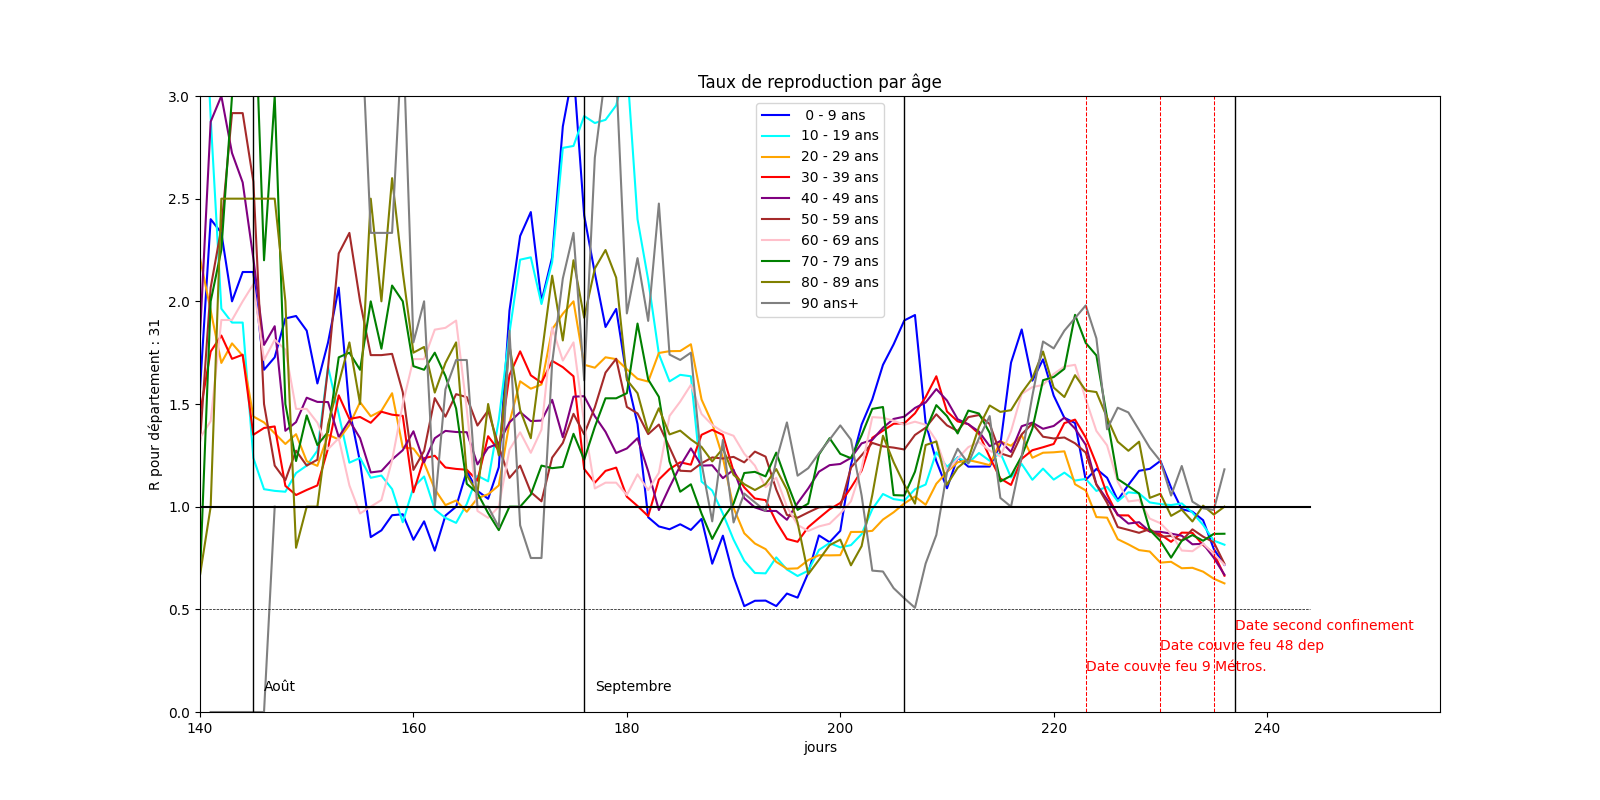 Taux de reproduction par âge
R pour département : 31
3.0
2.5
2.0
1.5
1.0
0.5
0.0
0 - 9 ans
10 - 19 ans
20 - 29 ans
30 - 39 ans
40 - 49 ans
50 - 59 ans
60 - 69 ans
70 - 79 ans
80 - 89 ans
90 ans+
Date second confinement
Date couvre feu 48 dep
Date couvre feu 9 Métros.
Août
Septembre
140
160
180
200
220
240
jours